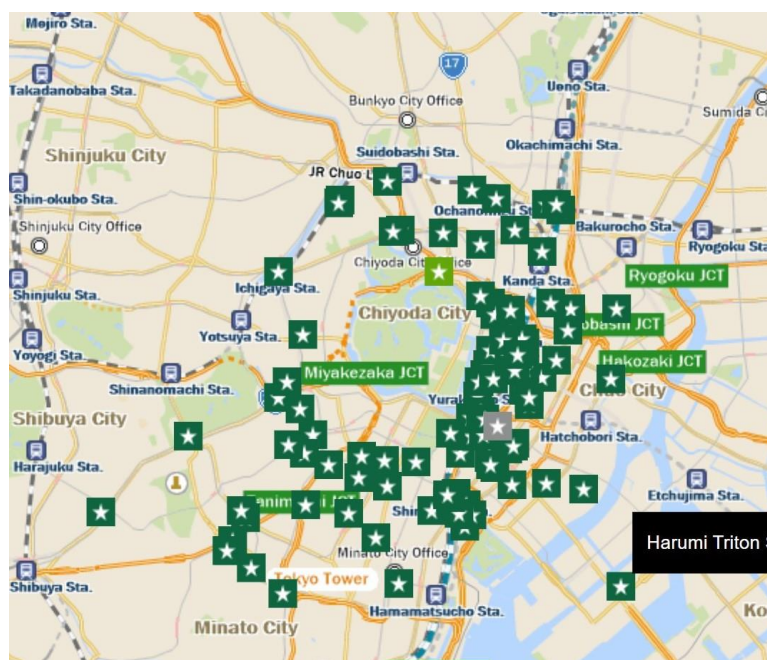 Mejiro Sta.
17
Takadanobaba Sta.
Ueno Sta.
Bunkyo City Office
Sumida
Okachimachi Sta.
Shinjuku City
Suidobashi Sta.
JR Chuo
Shin-okubo Sta.
Shinjuku City Office
Bakurocho Sta.
Ryogoku Sta
Chiyoda
Kanda Sta.
Ryogoku JCT
Ichigaya Sta.
Shinjuku Sta.
Chiyoda City
JCT
Yotsuya Sta.
Yoyogi Sta.
Hakozaki JCT
Miyakezaka JCT
Shinanomachi Sta.
City
Shibuya City
Hatchobori Sta.
Harajuku Sta.
Etchujima Sta.
JCT
Harumi Triton
Minato City Office
Shibuya Sta.
Tokyo Tower
Hamamatsucho Sta.
Minato City